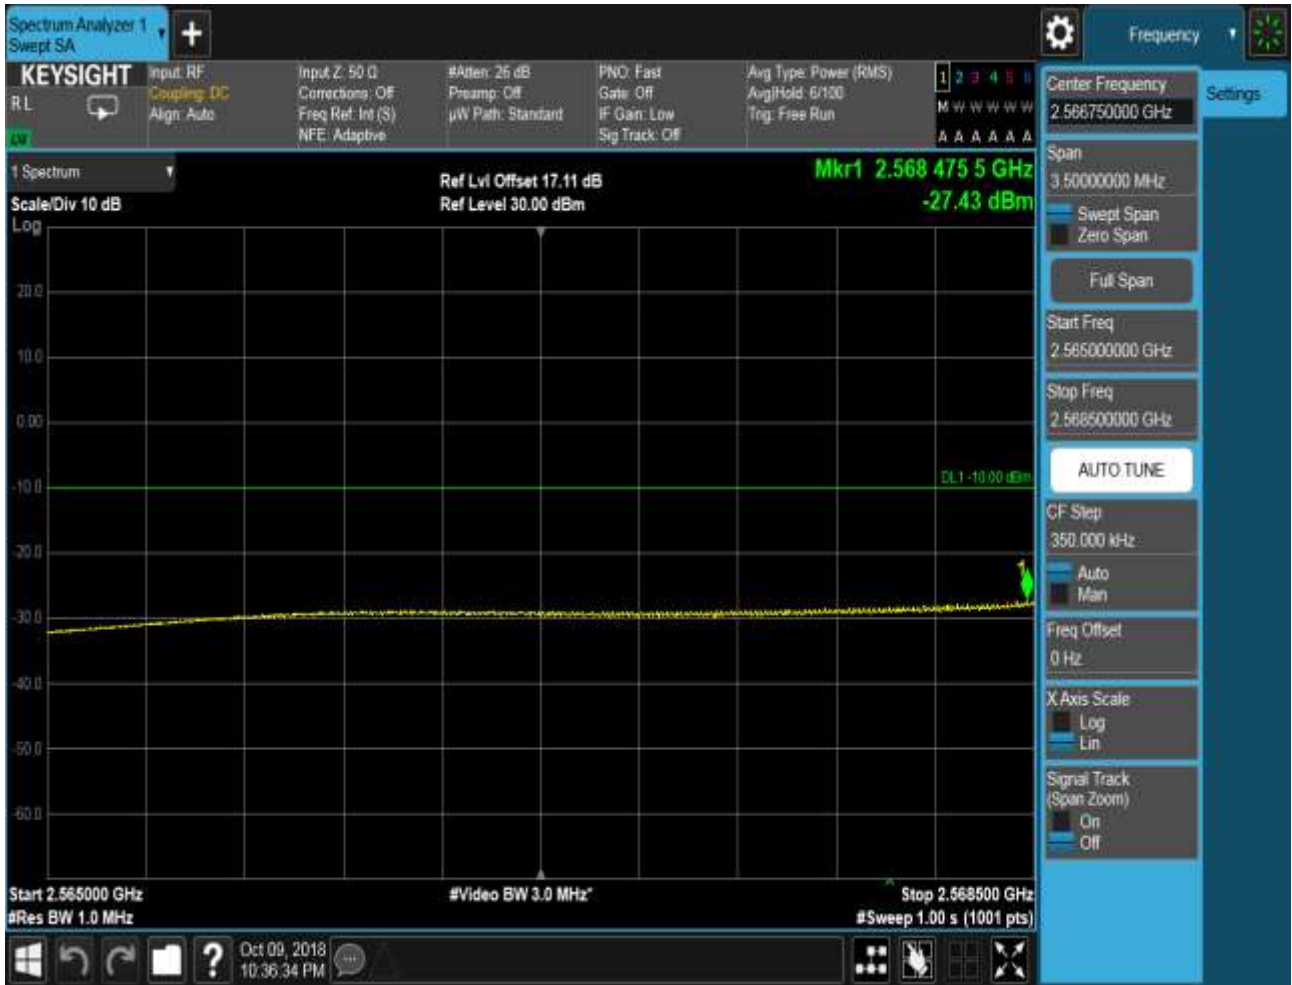 Spectrum Analyzer 1
Swept SA
Frequency
KEYSIGHT
RL
LW
Input: RF
Coupling: DC
Align: Auto
Input Z: 50 Ω
Corrections: Off
Freq Ref: Int (S)
NFE: Adaptive
#Atten: 26 dB
Preamp: Off
µW Path: Standard
PNO: Fast
Gate: Off
IF Gain: Low
Sig Track: Off
Avg Type: Power (RMS)
Avg|Hold: 6/100
Trig: Free Run
1 2 3 4 5 6
M W W W W W
A A A A A A
1 Spectrum
Scale/Div 10 dB
Log
Ref Lvl Offset 17.11 dB
Ref Level 30.00 dBm
Mkr1 2.568 475 5 GHz
-27.43 dBm
20.0
10.0
0.00
-10.0
-20.0
-30.0
-40.0
-50.0
-60.0
DL1 -10.00 dBm
1
Start 2.565000 GHz
#Res BW 1.0 MHz
#Video BW 3.0 MHz*
Stop 2.568500 GHz
#Sweep 1.00 s (1001 pts)
Center Frequency
2.566750000 GHz
Settings
Span
3.50000000 MHz
Swept Span
Zero Span
Full Span
Start Freq
2.565000000 GHz
Stop Freq
2.568500000 GHz
AUTO TUNE
CF Step
350.000 kHz
Auto
Man
Freq Offset
0 Hz
X Axis Scale
Log
Lin
Signal Track
(Span Zoom)
On
Off
?
Oct 09, 2018
10:36:34 PM